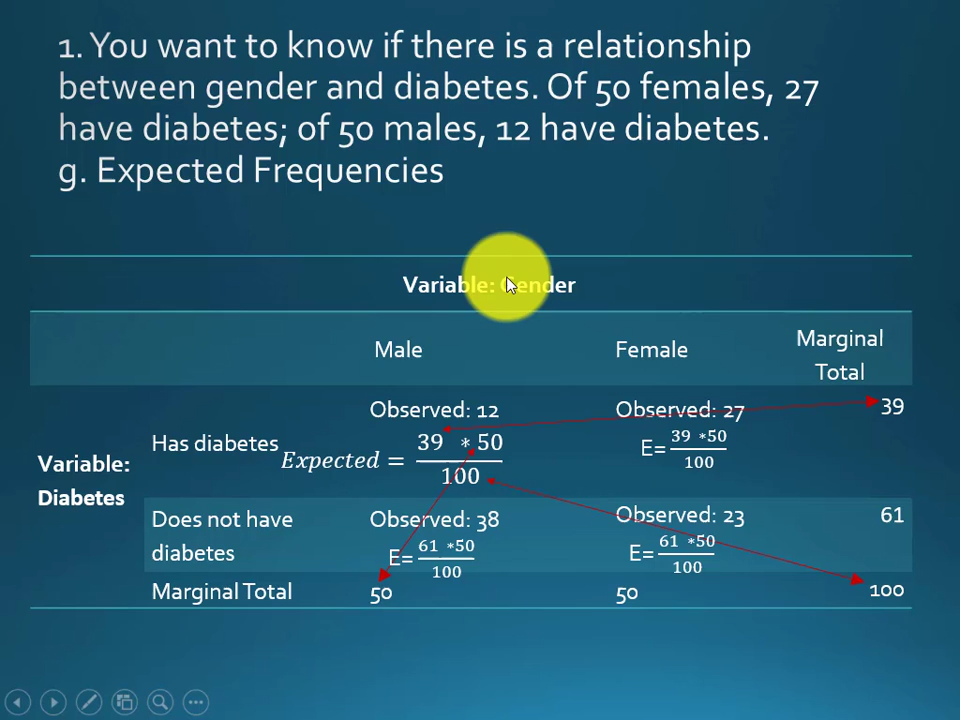 1. You want to know if there is a relationship
between gender and diabetes. Of 50 females, 27
have diabetes; of 50 males, 12 have diabetes.
g. Expected Frequencies
Variable: Gender
Male Female Marginal Total
Observed: 12 Observed: 27 39
Has diabetes Expected = 39 * 50 / 100 E= 39 *50 / 100
Variable: Diabetes
Does not have diabetes Observed: 38 Observed: 23 61
E= 61 *50 / 100 E= 61 *50 / 100
Marginal Total 50 50 100